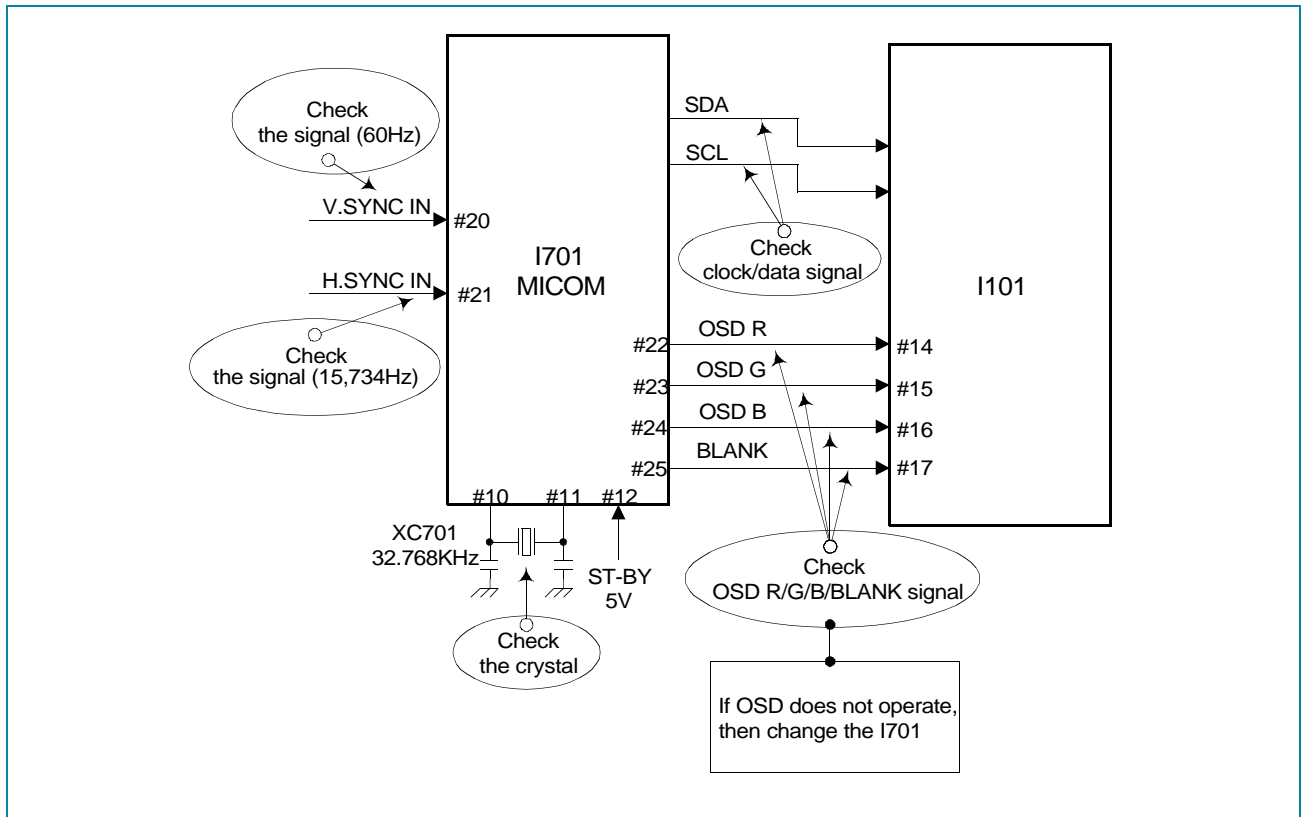 Check
the signal (60Hz)
V.SYNC IN
#20
H.SYNC IN
#21
Check
the signal (15,734Hz)
I701
MICOM
SDA
SCL
Check
clock/data signal
I101
#22
OSD R
#14
#23
OSD G
#15
#24
OSD B
#16
#25
BLANK
#17
#10
#11
#12
XC701
32.768KHz
ST-BY
5V
Check
the crystal
Check
OSD R/G/B/BLANK signal
If OSD does not operate,
then change the I701